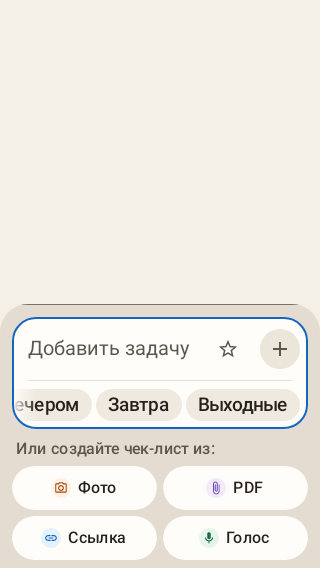 Добавить задачу
ечером Завтра Выходные
Или создайте чек-лист из:
Фото PDF
Ссылка Голос